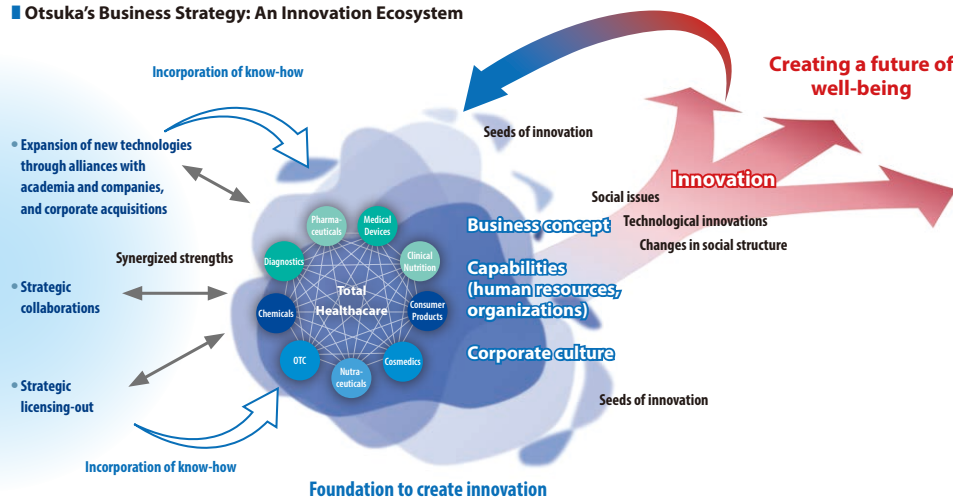 Otsuka's Business Strategy: An Innovation Ecosystem
Incorporation of know-how
Creating a future of
well-being
Seeds of innovation
• Expansion of new technologies
through alliances with
academia and companies,
and corporate acquisitions
Innovation
Social issues
Technological innovations
Changes in social structure
Pharma-
ceuticals
Medical
Devices
Business concept
Synergized strengths
Diagnostics
Clinical
Nutrition
Capabilities
(human resources,
organizations)
• Strategic
collaborations
Total
Healthacare
Chemicals
Consumer
Products
Corporate culture
OTC
Cosmedics
Nutra-
ceuticals
• Strategic
licensing-out
Seeds of innovation
Incorporation of know-how
Foundation to create innovation